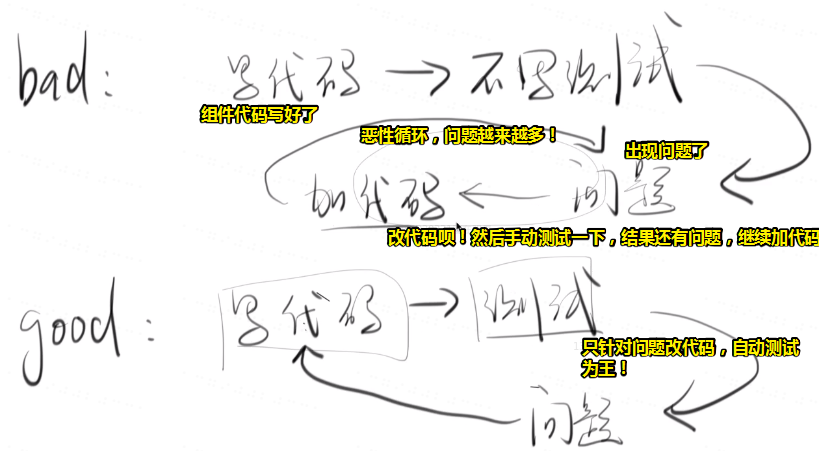 bad: 写代码 → 不写测试
组件代码写好了
恶性循环，问题越来越多！
出现问题了
加代码 ← 问题
改代码呗！然后手动测试一下，结果还有问题，继续加代码
good: 写代码 → 测试
只针对问题改代码，自动测试
为王！
问题